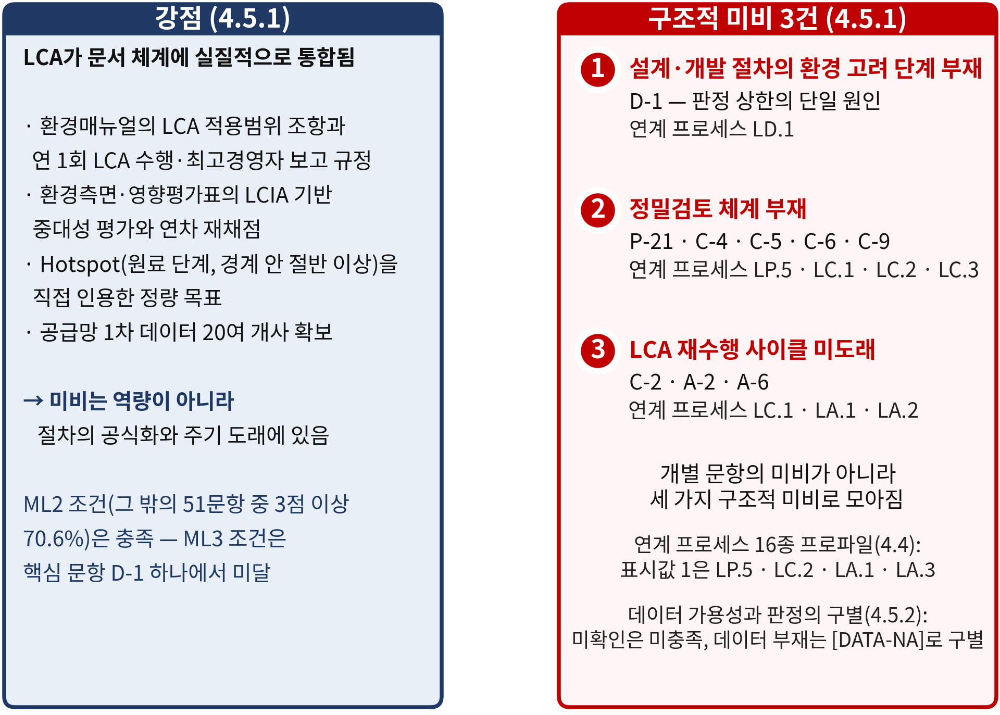 강점 (4.5.1)
LCA가 문서 체계에 실질적으로 통합됨
· 환경매뉴얼의 LCA 적용범위 조항과
연 1회 LCA 수행·최고경영자 보고 규정
· 환경측면·영향평가표의 LCIA 기반
중대성 평가와 연차 재채점
· Hotspot(원료 단계, 경계 안 절반 이상)을
직접 인용한 정량 목표
· 공급망 1차 데이터 20여 개사 확보
→ 미비는 역량이 아니라
절차의 공식화와 주기 도래에 있음
ML2 조건(그 밖의 51문항 중 3점 이상
70.6%)은 충족 — ML3 조건은
핵심 문항 D-1 하나에서 미달
구조적 미비 3건 (4.5.1)
1 설계·개발 절차의 환경 고려 단계 부재
D-1 — 판정 상한의 단일 원인
연계 프로세스 LD.1
2 정밀검토 체계 부재
P-21 · C-4 · C-5 · C-6 · C-9
연계 프로세스 LP.5 · LC.1 · LC.2 · LC.3
3 LCA 재수행 사이클 미도래
C-2 · A-2 · A-6
연계 프로세스 LC.1 · LA.1 · LA.2
개별 문항의 미비가 아니라
세 가지 구조적 미비로 모아짐
연계 프로세스 16종 프로파일(4.4):
표시값 1은 LP.5 · LC.2 · LA.1 · LA.3
데이터 가용성과 판정의 구별(4.5.2):
미확인은 미충족, 데이터 부재는 [DATA-NA]로 구별